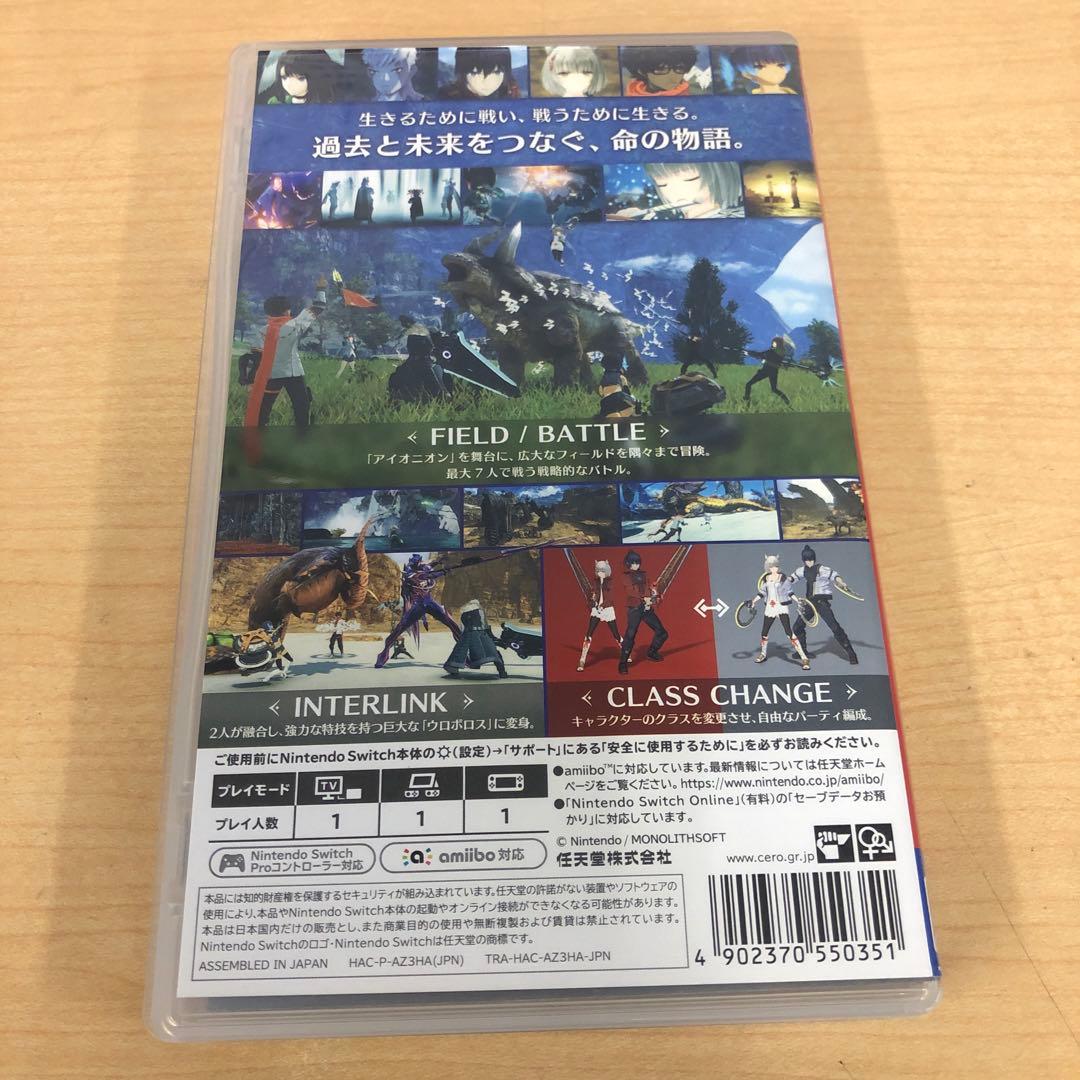 生きるために戦い、戦うために生きる。
過去と未来をつなぐ、命の物語。
FIELD / BATTLE
「アイオニオン」を舞台に、広大なフィールドを隅々まで冒険。
最大7人で戦う戦略的なバトル。
INTERLINK
2人が融合し、強力な特技を持つ巨大な「ウロボロス」に変身。
CLASS CHANGE
キャラクターのクラスを変更させ、自由なパーティ編成。
ご使用前にNintendo Switch本体の(設定)→「サポート」にある「安全に使用するために」を必ずお読みください。
プレイモード TV
プレイ人数 1 1 1
Nintendo Switch
Proコントローラー対応
amiibo 対応
●amiibo™に対応しています。最新情報については任天堂ホーム
ページをご覧ください。https://www.nintendo.co.jp/amiibo/
●「Nintendo Switch Online」(有料)の「セーブデータお預
かり」に対応しています。
© Nintendo / MONOLITHSOFT
任天堂株式会社
www.cero.gr.jp
本品には知的財産権を保護するセキュリティが組み込まれています。任天堂の許諾がない装置やソフトウェアの
使用により、本品やNintendo Switch本体の起動やオンライン接続ができなくなる可能性があります。
本品は日本国内だけの販売とし、また商業目的の使用や無断複製および賃貸は禁止されています。
Nintendo Switchのロゴ・Nintendo Switchは任天堂の商標です。
ASSEMBLED IN JAPAN HAC-P-AZ3HA(JPN) TRA-HAC-AZ3HA-JPN
4 902370 550351